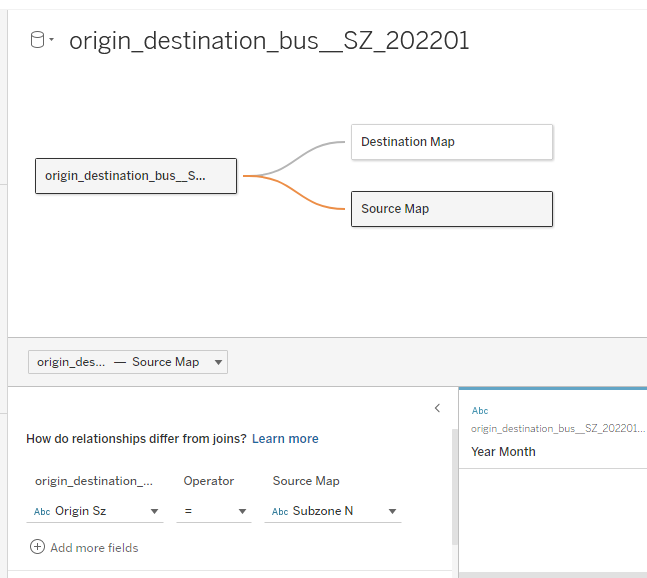 origin_destination_bus__SZ_202201
Destination Map
origin_destination_bus__S...
Source Map
origin_des... — Source Map
Abc
origin_destination_bus__SZ_202201...
Year Month
How do relationships differ from joins? Learn more
origin_destination_... Operator Source Map
Abc Origin Sz = Abc Subzone N
Add more fields